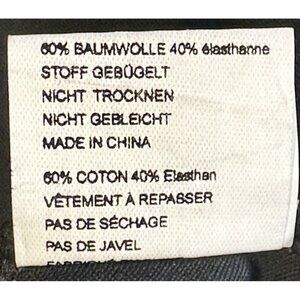 60% BAUMWOLLE 40% élasthanne
STOFF GEBÜGELT
NICHT TROCKNEN
NICHT GEBLEICHT
MADE IN CHINA
60% COTON 40% Elasthan
VÊTEMENT À REPASSER
PAS DE SÉCHAGE
PAS DE JAVEL